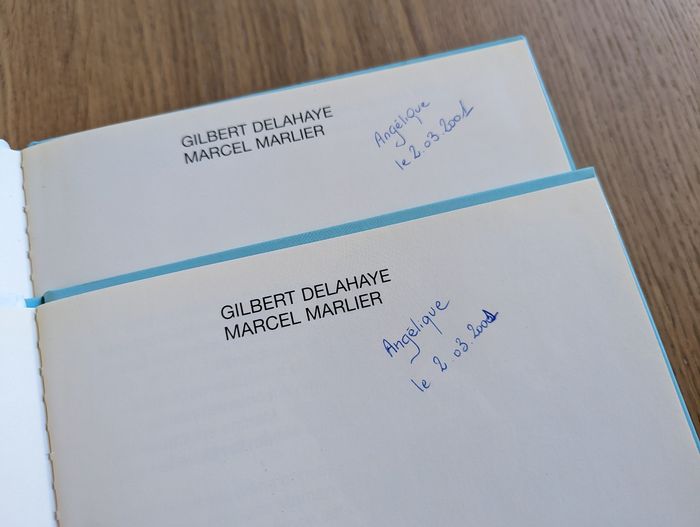 GILBERT DELAHAYE
MARCEL MARLIER
Angélique
le 2.03.2001
GILBERT DELAHAYE
MARCEL MARLIER
Angélique
le 2.03.2001